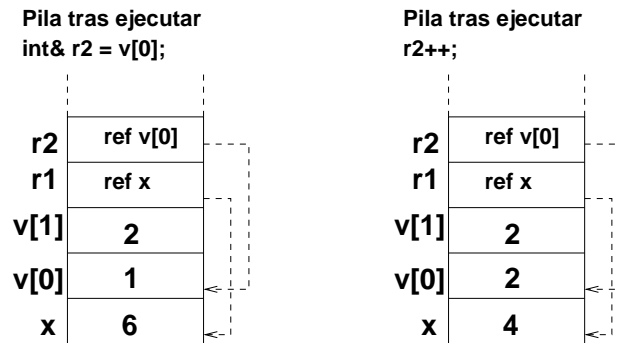 Pila tras ejecutar
int& r2 = v[0];
r2 ref v[0]
r1 ref x
v[1] 2
v[0] 1
x 6
Pila tras ejecutar
r2++;
r2 ref v[0]
r1 ref x
v[1] 2
v[0] 2
x 4